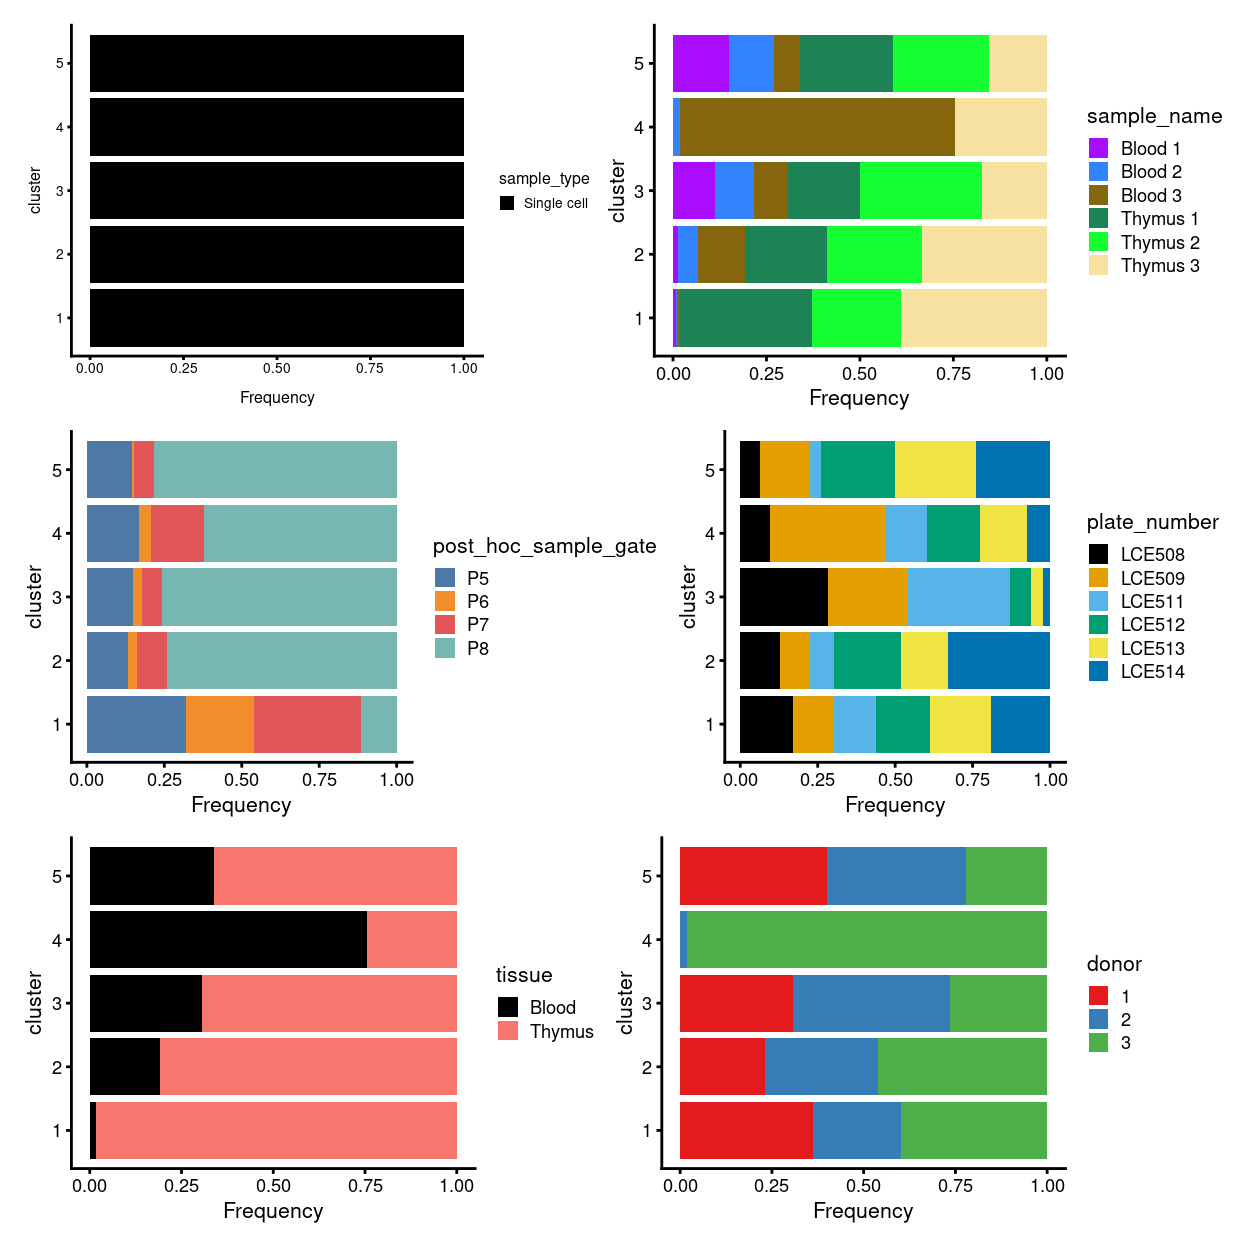 cluster
5
4
3
2
1
0.00 0.25 0.50 0.75 1.00
Frequency
sample_type
Single cell
cluster
5
4
3
2
1
0.00 0.25 0.50 0.75 1.00
Frequency
sample_name
Blood 1
Blood 2
Blood 3
Thymus 1
Thymus 2
Thymus 3
cluster
5
4
3
2
1
0.00 0.25 0.50 0.75 1.00
Frequency
post_hoc_sample_gate
P5
P6
P7
P8
cluster
5
4
3
2
1
0.00 0.25 0.50 0.75 1.00
Frequency
plate_number
LCE508
LCE509
LCE511
LCE512
LCE513
LCE514
cluster
5
4
3
2
1
0.00 0.25 0.50 0.75 1.00
Frequency
tissue
Blood
Thymus
cluster
5
4
3
2
1
0.00 0.25 0.50 0.75 1.00
Frequency
donor
1
2
3